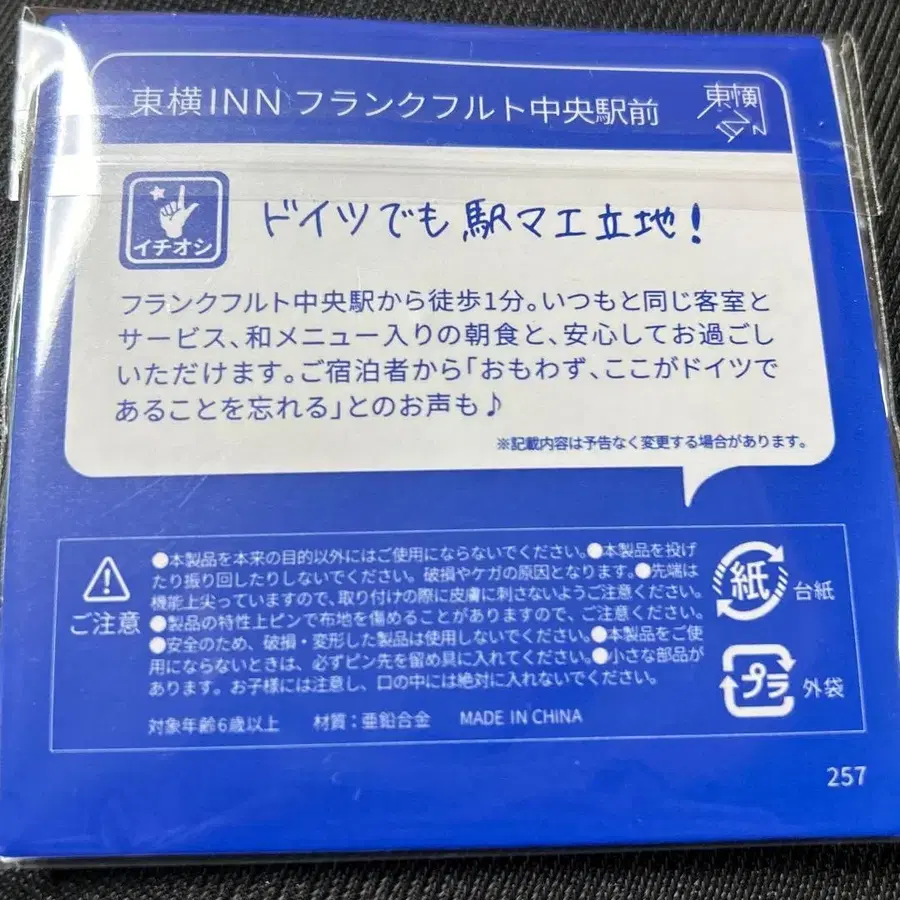 東横INN フランクフルト中央駅前
東横INN
イチオシ
ドイツでも駅マエ立地!
フランクフルト中央駅から徒歩1分。いつもと同じ客室と
サービス、和メニュー入りの朝食と、安心してお過ごし
いただけます。ご宿泊者から「おもわず、ここがドイツで
あることを忘れる」とのお声も♪
※記載内容は予告なく変更する場合があります。
ご注意
●本製品を本来の目的以外にはご使用にならないでください。●本製品を投げ
たり振り回したりしないでください。破損やケガの原因となります。●先端は
機能上尖っていますので、取り付けの際に皮膚に刺さないようご注意ください。
●製品の特性上ピンで布地を傷めることがありますので、ご注意ください。
●安全のため、破損・変形した製品は使用しないでください。●本製品をご使
用にならないときは、必ずピン先を留め具に入れてください。●小さな部品が
あります。お子様には注意し、口の中には絶対に入れないでください。
対象年齢6歳以上 材質:亜鉛合金 MADE IN CHINA
紙 台紙
プラ 外袋
257